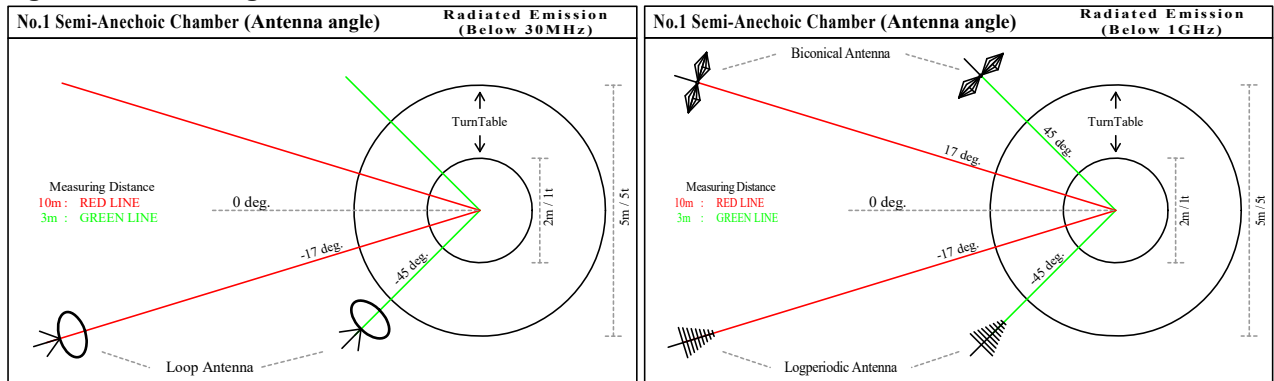 No.1 Semi-Anechoic Chamber (Antenna angle)
Radiated Emission
(Below 30MHz)
TurnTable
Measuring Distance
10m : RED LINE
3m : GREEN LINE
0 deg.
-17 deg.
-45 deg.
2m / 1t
5m / 5t
Loop Antenna
No.1 Semi-Anechoic Chamber (Antenna angle)
Radiated Emission
(Below 1GHz)
Biconical Antenna
45 deg.
17 deg.
TurnTable
Measuring Distance
10m : RED LINE
3m : GREEN LINE
0 deg.
-17 deg.
-45 deg.
2m / 1t
5m / 5t
Logperiodic Antenna